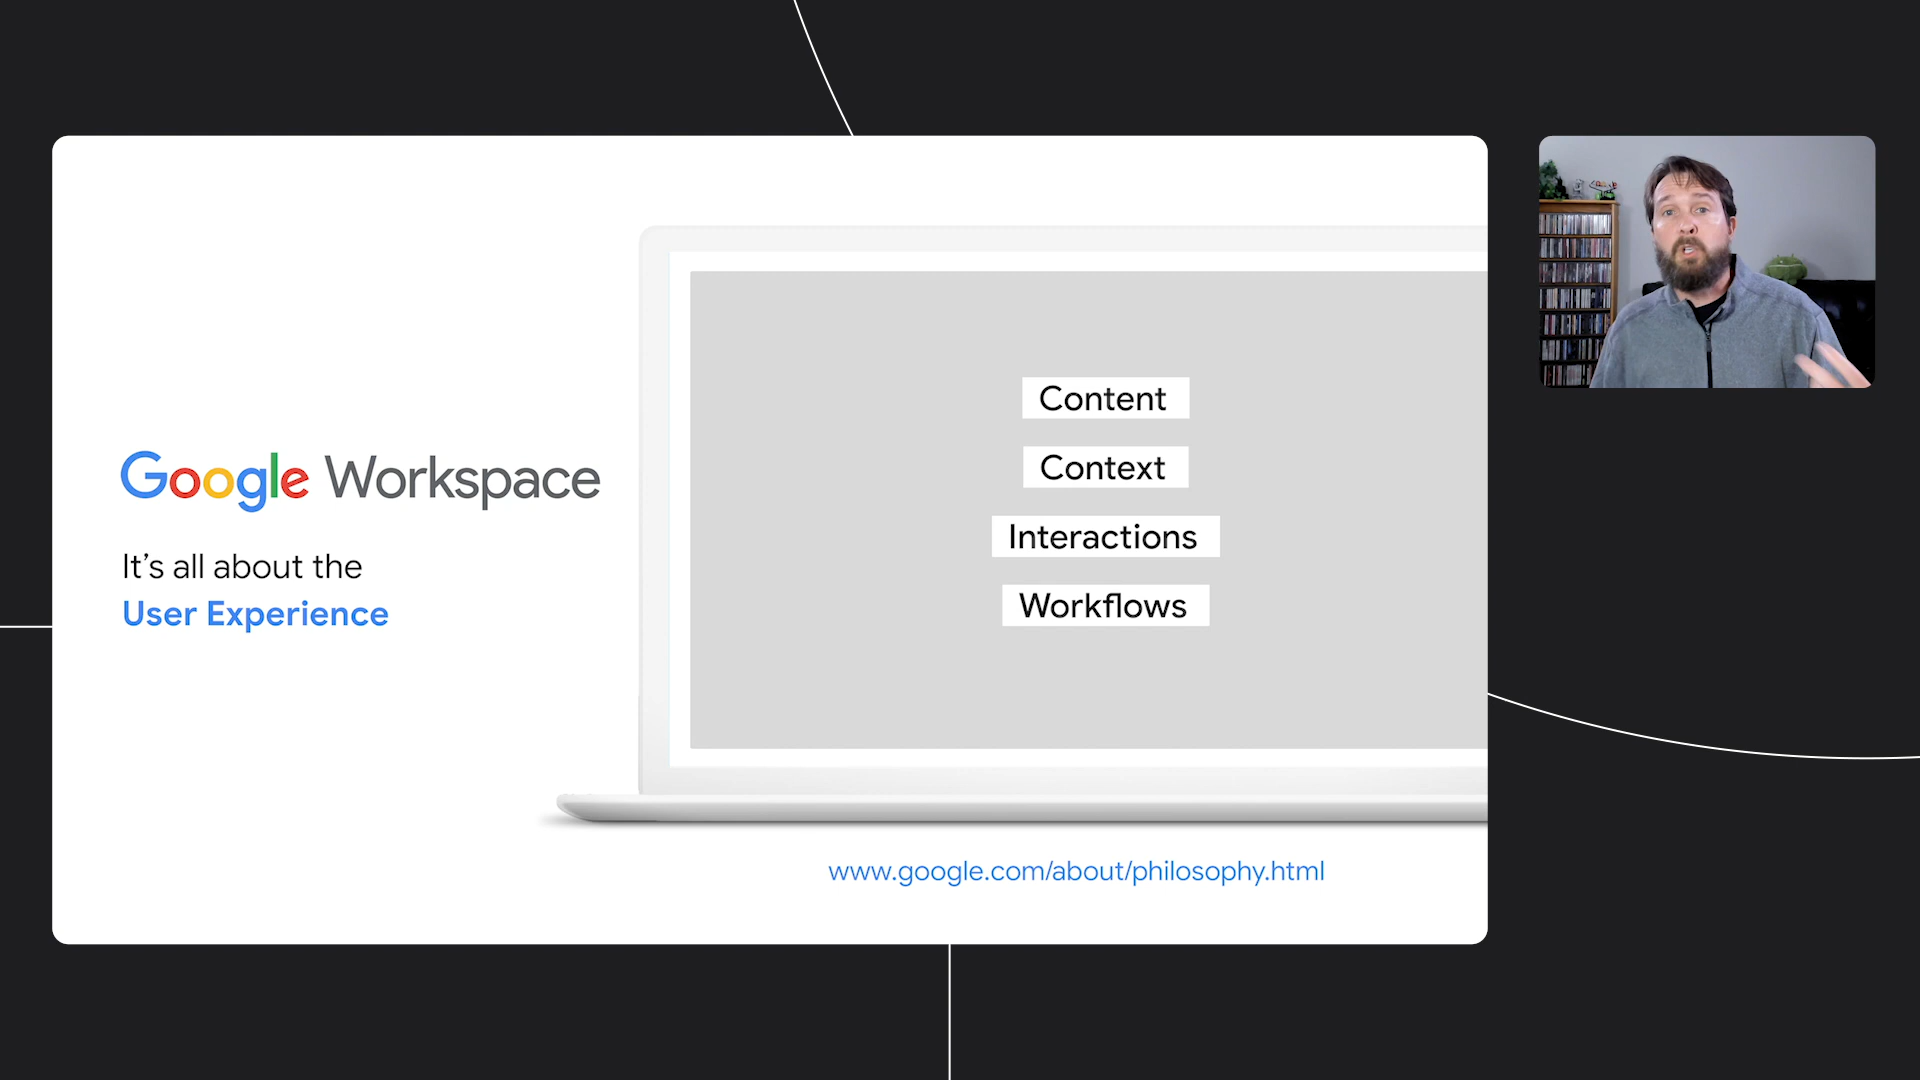 Google Workspace
It’s all about the
User Experience
Content
Context
Interactions
Workflows
www.google.com/about/philosophy.html